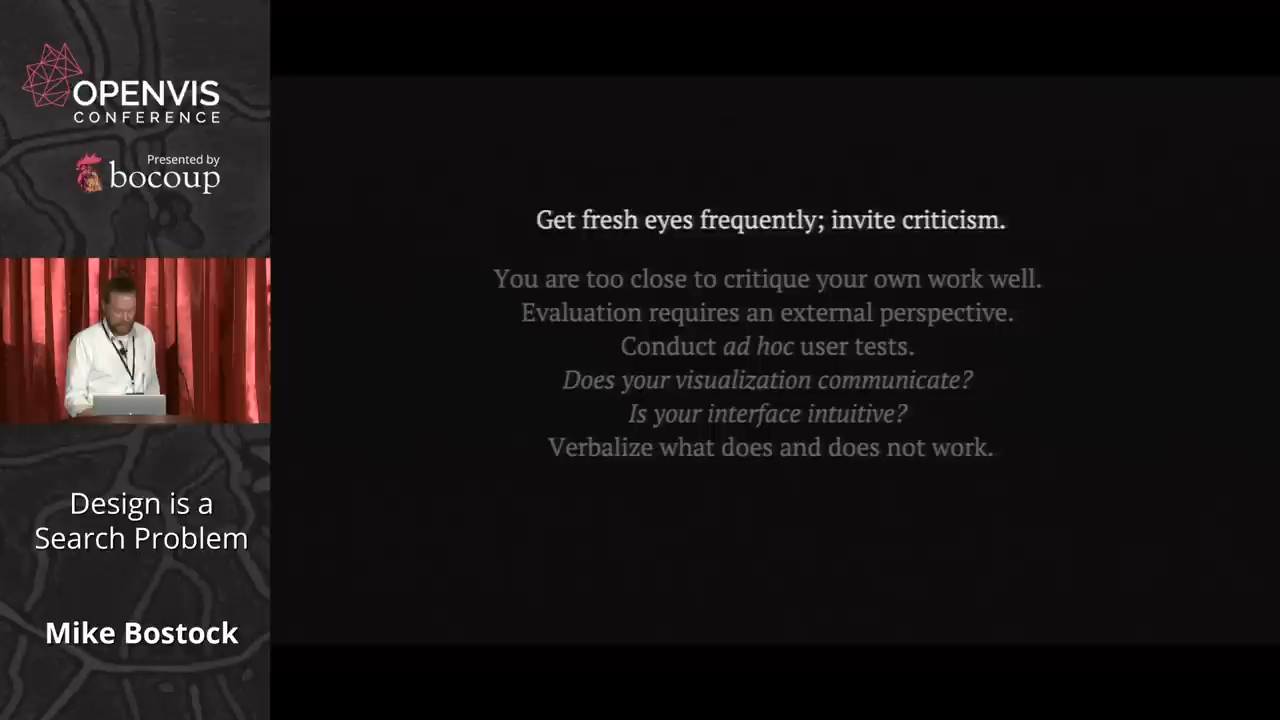 OPENVIS
CONFERENCE
Presented by
bocoup
Design is a
Search Problem
Mike Bostock
Get fresh eyes frequently; invite criticism.
You are too close to critique your own work well.
Evaluation requires an external perspective.
Conduct ad hoc user tests.
Does your visualization communicate?
Is your interface intuitive?
Verbalize what does and does not work.